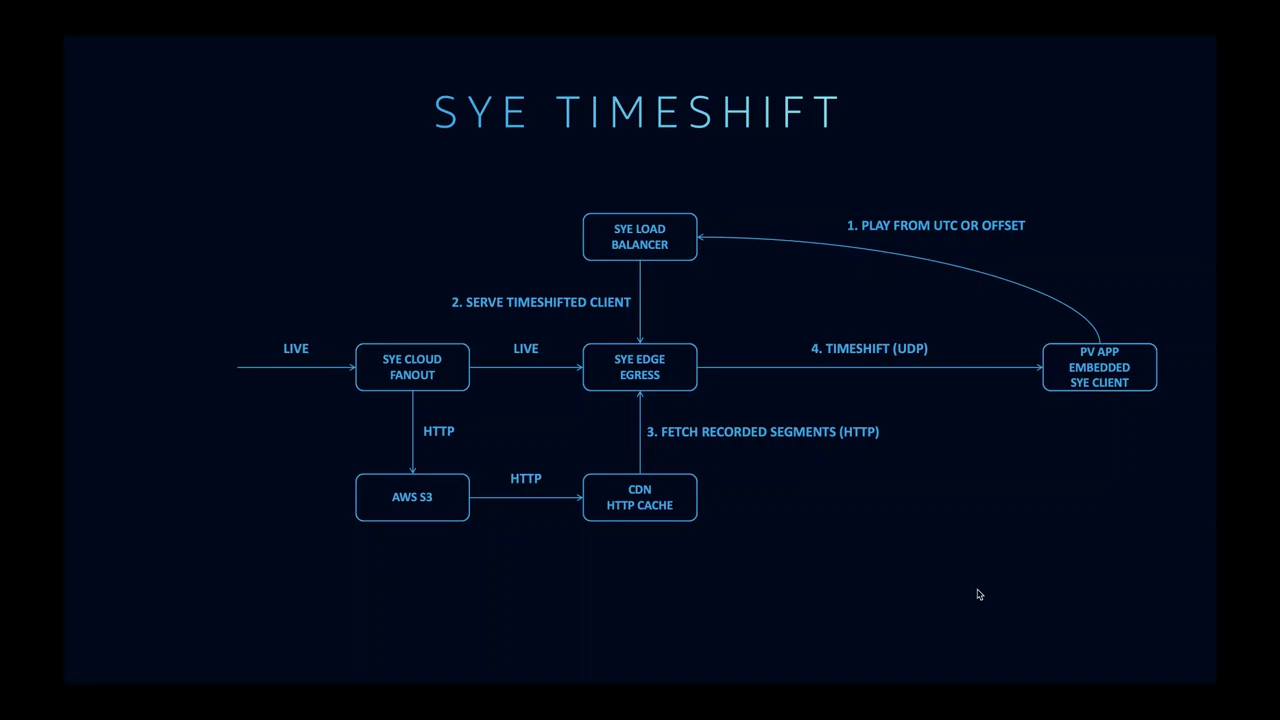 SYE TIMESHIFT
SYE LOAD
BALANCER
1. PLAY FROM UTC OR OFFSET
2. SERVE TIMESHIFTED CLIENT
LIVE
SYE CLOUD
FANOUT
LIVE
SYE EDGE
EGRESS
4. TIMESHIFT (UDP)
PV APP
EMBEDDED
SYE CLIENT
HTTP
3. FETCH RECORDED SEGMENTS (HTTP)
AWS S3
HTTP
CDN
HTTP CACHE